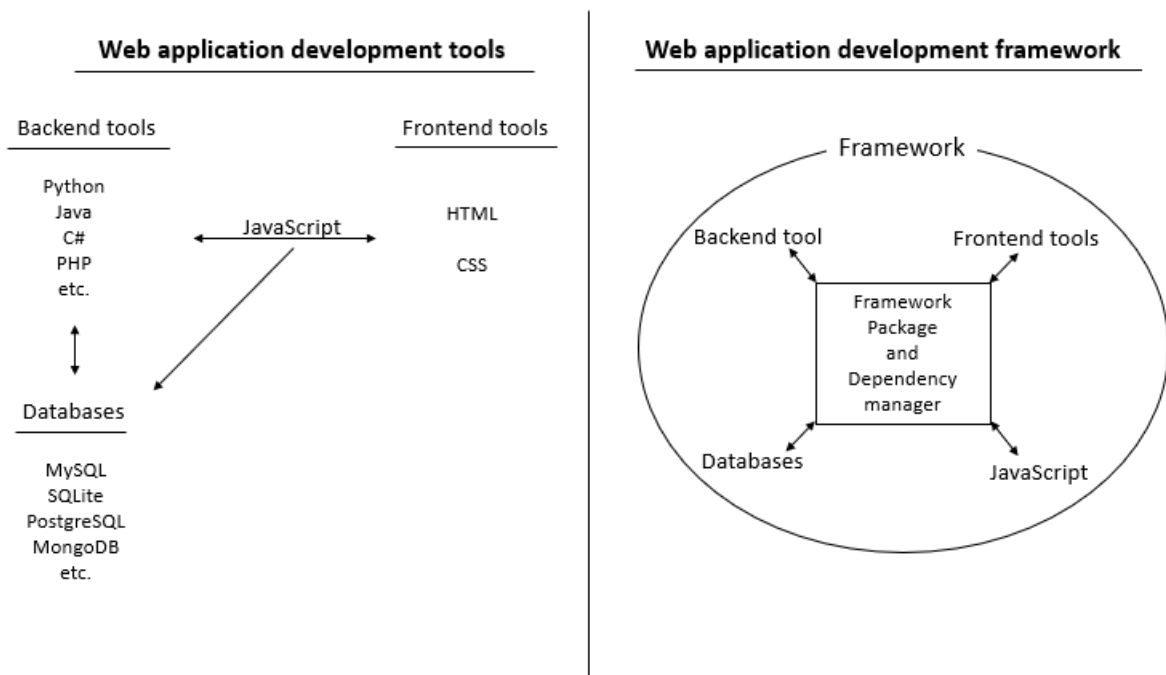 Web application development tools
Backend tools
Python
Java
C#
PHP
etc.
JavaScript
Frontend tools
HTML
CSS
Databases
MySQL
SQLite
PostgreSQL
MongoDB
etc.
Web application development framework
Framework
Backend tool
Frontend tools
Framework
Package
and
Dependency
manager
Databases
JavaScript